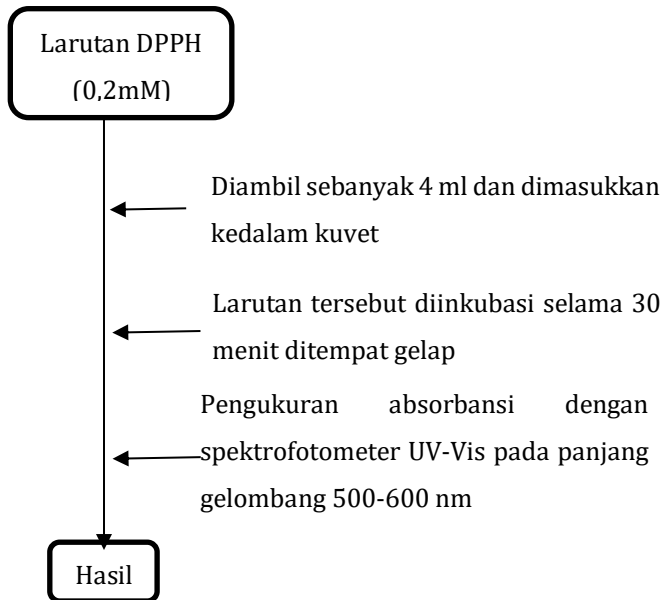 Larutan DPPH
(0,2mM)
Diambil sebanyak 4 ml dan dimasukkan
kedalam kuvet
Larutan tersebut diinkubasi selama 30
menit ditempat gelap
Pengukuran absorbansi dengan
spektrofotometer UV-Vis pada panjang
gelombang 500-600 nm
Hasil